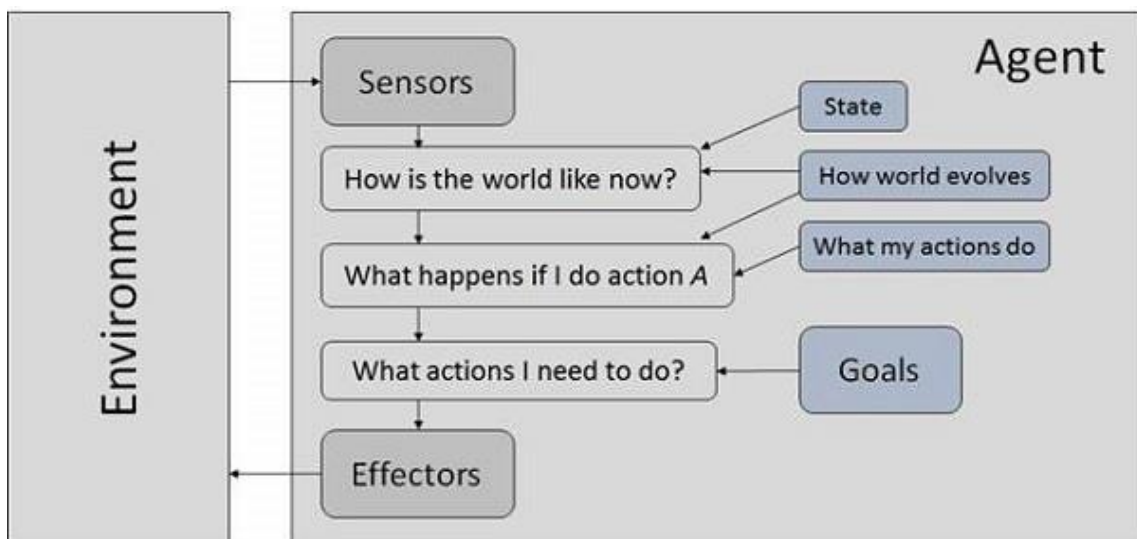 Environment
Agent
Sensors
State
How is the world like now?
How world evolves
What my actions do
What happens if I do action A
What actions I need to do?
Goals
Effectors